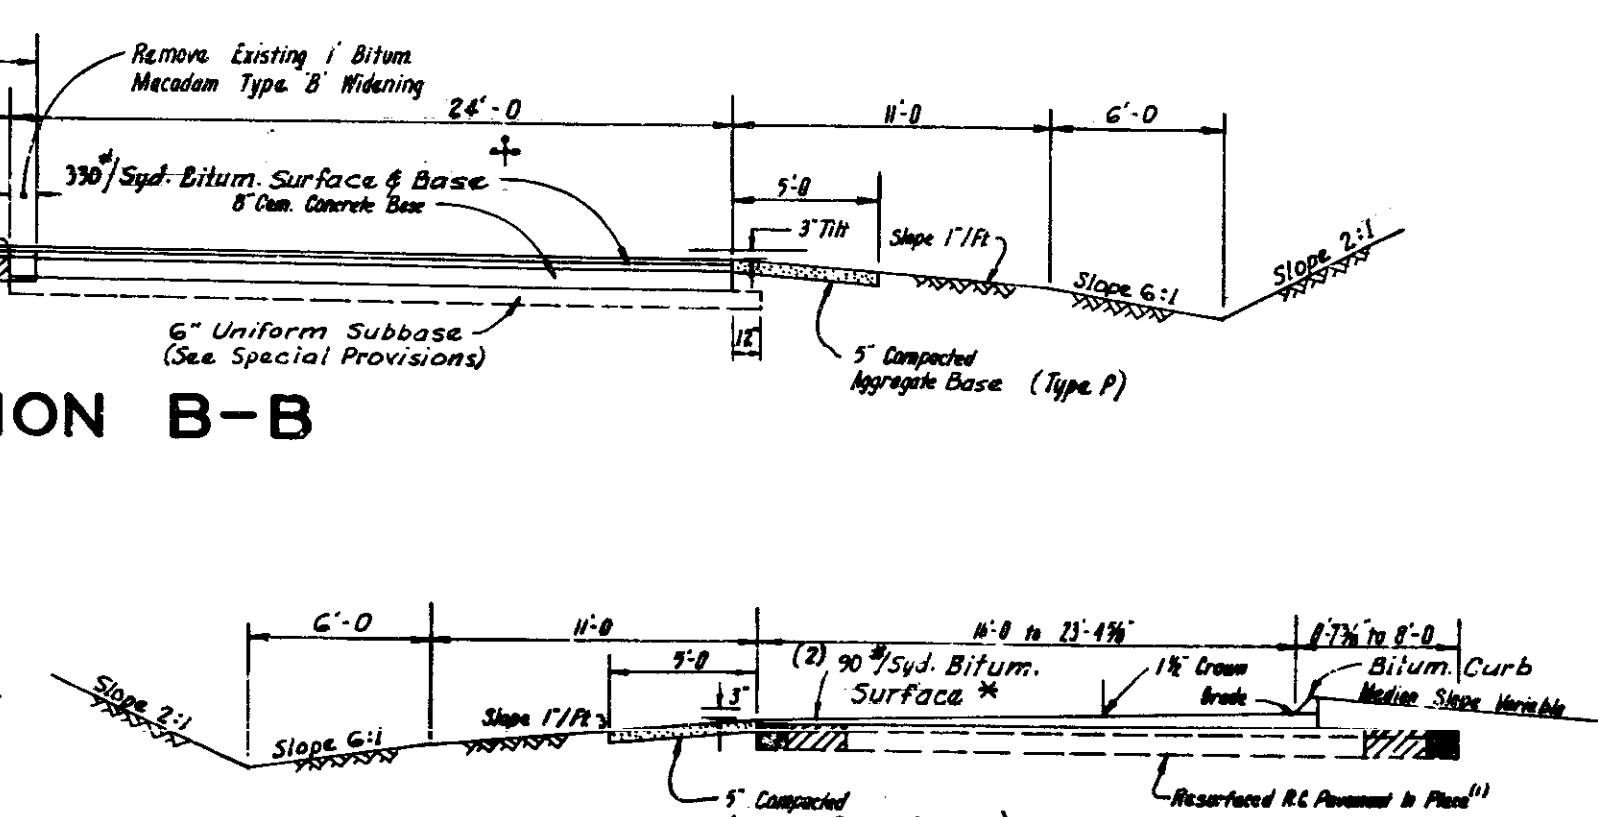 Remove Existing 1' Bitum
Macadam Type 'B' Widening
24'-0
11'-0
6'-0
330#/Syd. Bitum. Surface & Base
8" Cem. Concrete Base
5'-0
3" Tilt
Slope 1"/Ft
Slope 2:1
Slope 6:1
6" Uniform Subbase
(See Special Provisions)
12"
5" Compacted
Aggregate Base (Type P)
ION B-B
6'-0
11'-0
16'-0 to 23'-4⅝"
0'-7⅜" to 8'-0
5'-0
(2) 90#/Syd. Bitum.
Surface *
1½" Crown
Grade
Bitum. Curb
Median Slope Variable
3"
Slope 2:1
Slope 1"/Ft
Slope 6:1
5" Compacted
Resurfaced R.C. Pavement In Place(1)